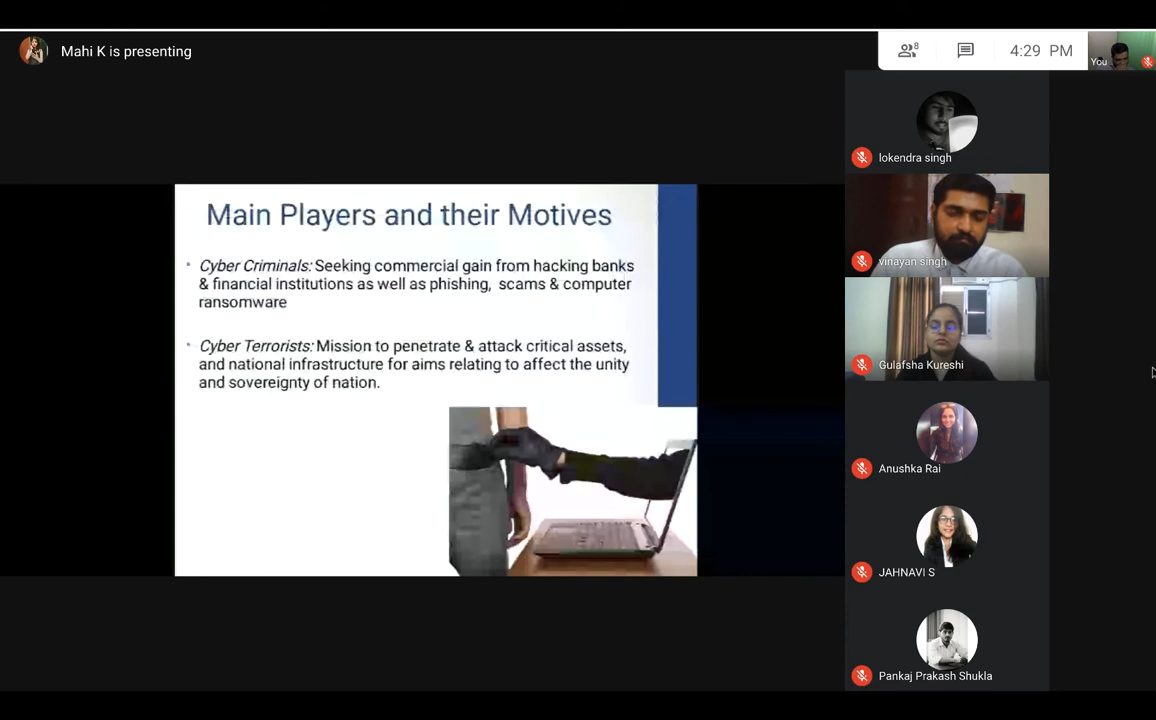 Mahi K is presenting
8
4:29 PM
You
lokendra singh
vinayan singh
Gulafsha Kureshi
Anushka Rai
JAHNAVI S
Pankaj Prakash Shukla
Main Players and their Motives
• Cyber Criminals: Seeking commercial gain from hacking banks
& financial institutions as well as phishing, scams & computer
ransomware
• Cyber Terrorists: Mission to penetrate & attack critical assets,
and national infrastructure for aims relating to affect the unity
and sovereignty of nation.